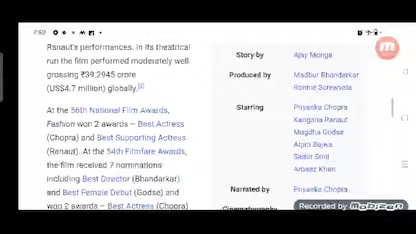 7:50
Ranaut's performances. In its theatrical
run the film performed moderately well
grossing ₹39.2945 crore
(US$4.7 million) globally.[2]
At the 56th National Film Awards,
Fashion won 2 awards – Best Actress
(Chopra) and Best Supporting Actress
(Ranaut). At the 54th Filmfare Awards,
the film received 7 nominations
including Best Director (Bhandarkar)
and Best Female Debut (Godse) and
won 2 awards – Best Actress (Chopra)
Story by Ajay Monga
Produced by Madhur Bhandarkar
Ronnie Screwvala
Starring Priyanka Chopra
Kangana Ranaut
Mugdha Godse
Arjan Bajwa
Samir Soni
Arbaaz Khan
Narrated by Priyanka Chopra
Cinematography
Recorded by Mobizen